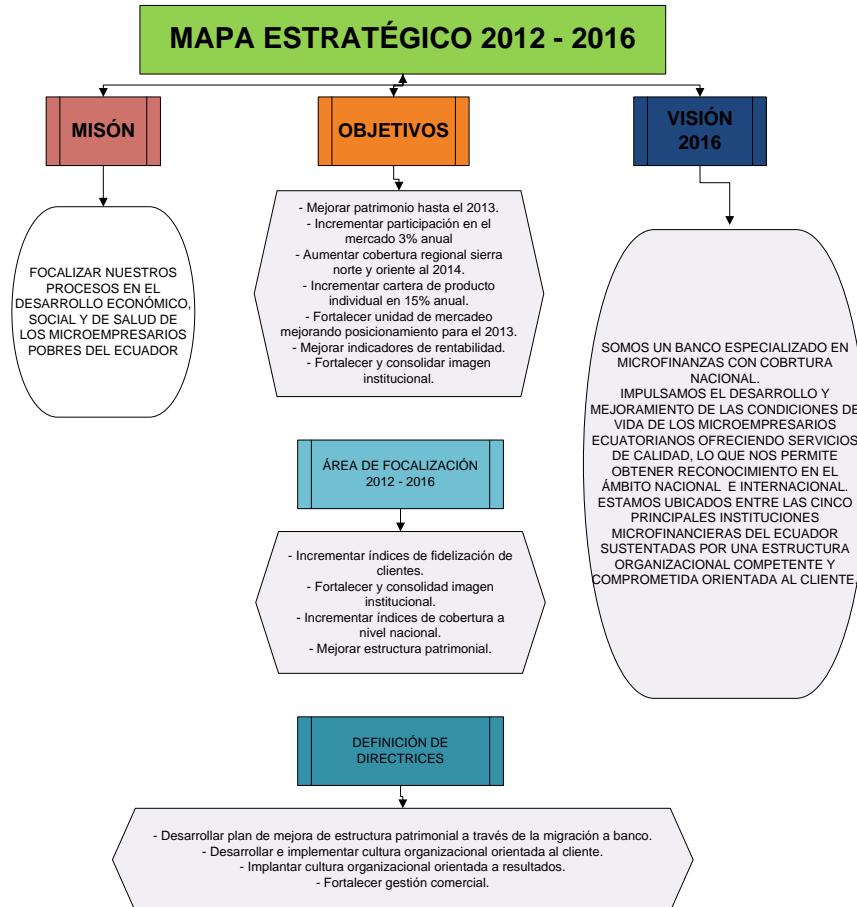 MAPA ESTRATÉGICO 2012 - 2016
MISÓN
OBJETIVOS
VISIÓN
2016
FOCALIZAR NUESTROS
PROCESOS EN EL
DESARROLLO ECONÓMICO,
SOCIAL Y DE SALUD DE
LOS MICROEMPRESARIOS
POBRES DEL ECUADOR
- Mejorar patrimonio hasta el 2013.
- Incrementar participación en el
mercado 3% anual
- Aumentar cobertura regional sierra
norte y oriente al 2014.
- Incrementar cartera de producto
individual en 15% anual.
- Fortalecer unidad de mercadeo
mejorando posicionamiento para el 2013.
- Mejorar indicadores de rentabilidad.
- Fortalecer y consolidar imagen
institucional.
SOMOS UN BANCO ESPECIALIZADO EN
MICROFINANZAS CON COBRTURA
NACIONAL.
IMPULSAMOS EL DESARROLLO Y
MEJORAMIENTO DE LAS CONDICIONES DE
VIDA DE LOS MICROEMPRESARIOS
ECUATORIANOS OFRECIENDO SERVICIOS
DE CALIDAD, LO QUE NOS PERMITE
OBTENER RECONOCIMIENTO EN EL
ÁMBITO NACIONAL E INTERNACIONAL.
ESTAMOS UBICADOS ENTRE LAS CINCO
PRINCIPALES INSTITUCIONES
MICROFINANCIERAS DEL ECUADOR
SUSTENTADAS POR UNA ESTRUCTURA
ORGANIZACIONAL COMPETENTE Y
COMPROMETIDA ORIENTADA AL CLIENTE.
ÁREA DE FOCALIZACIÓN
2012 - 2016
- Incrementar índices de fidelización de
clientes.
- Fortalecer y consolidad imagen
institucional.
- Incrementar índices de cobertura a
nivel nacional.
- Mejorar estructura patrimonial.
DEFINICIÓN DE
DIRECTRICES
- Desarrollar plan de mejora de estructura patrimonial a través de la migración a banco.
- Desarrollar e implementar cultura organizacional orientada al cliente.
- Implantar cultura organizacional orientada a resultados.
- Fortalecer gestión comercial.